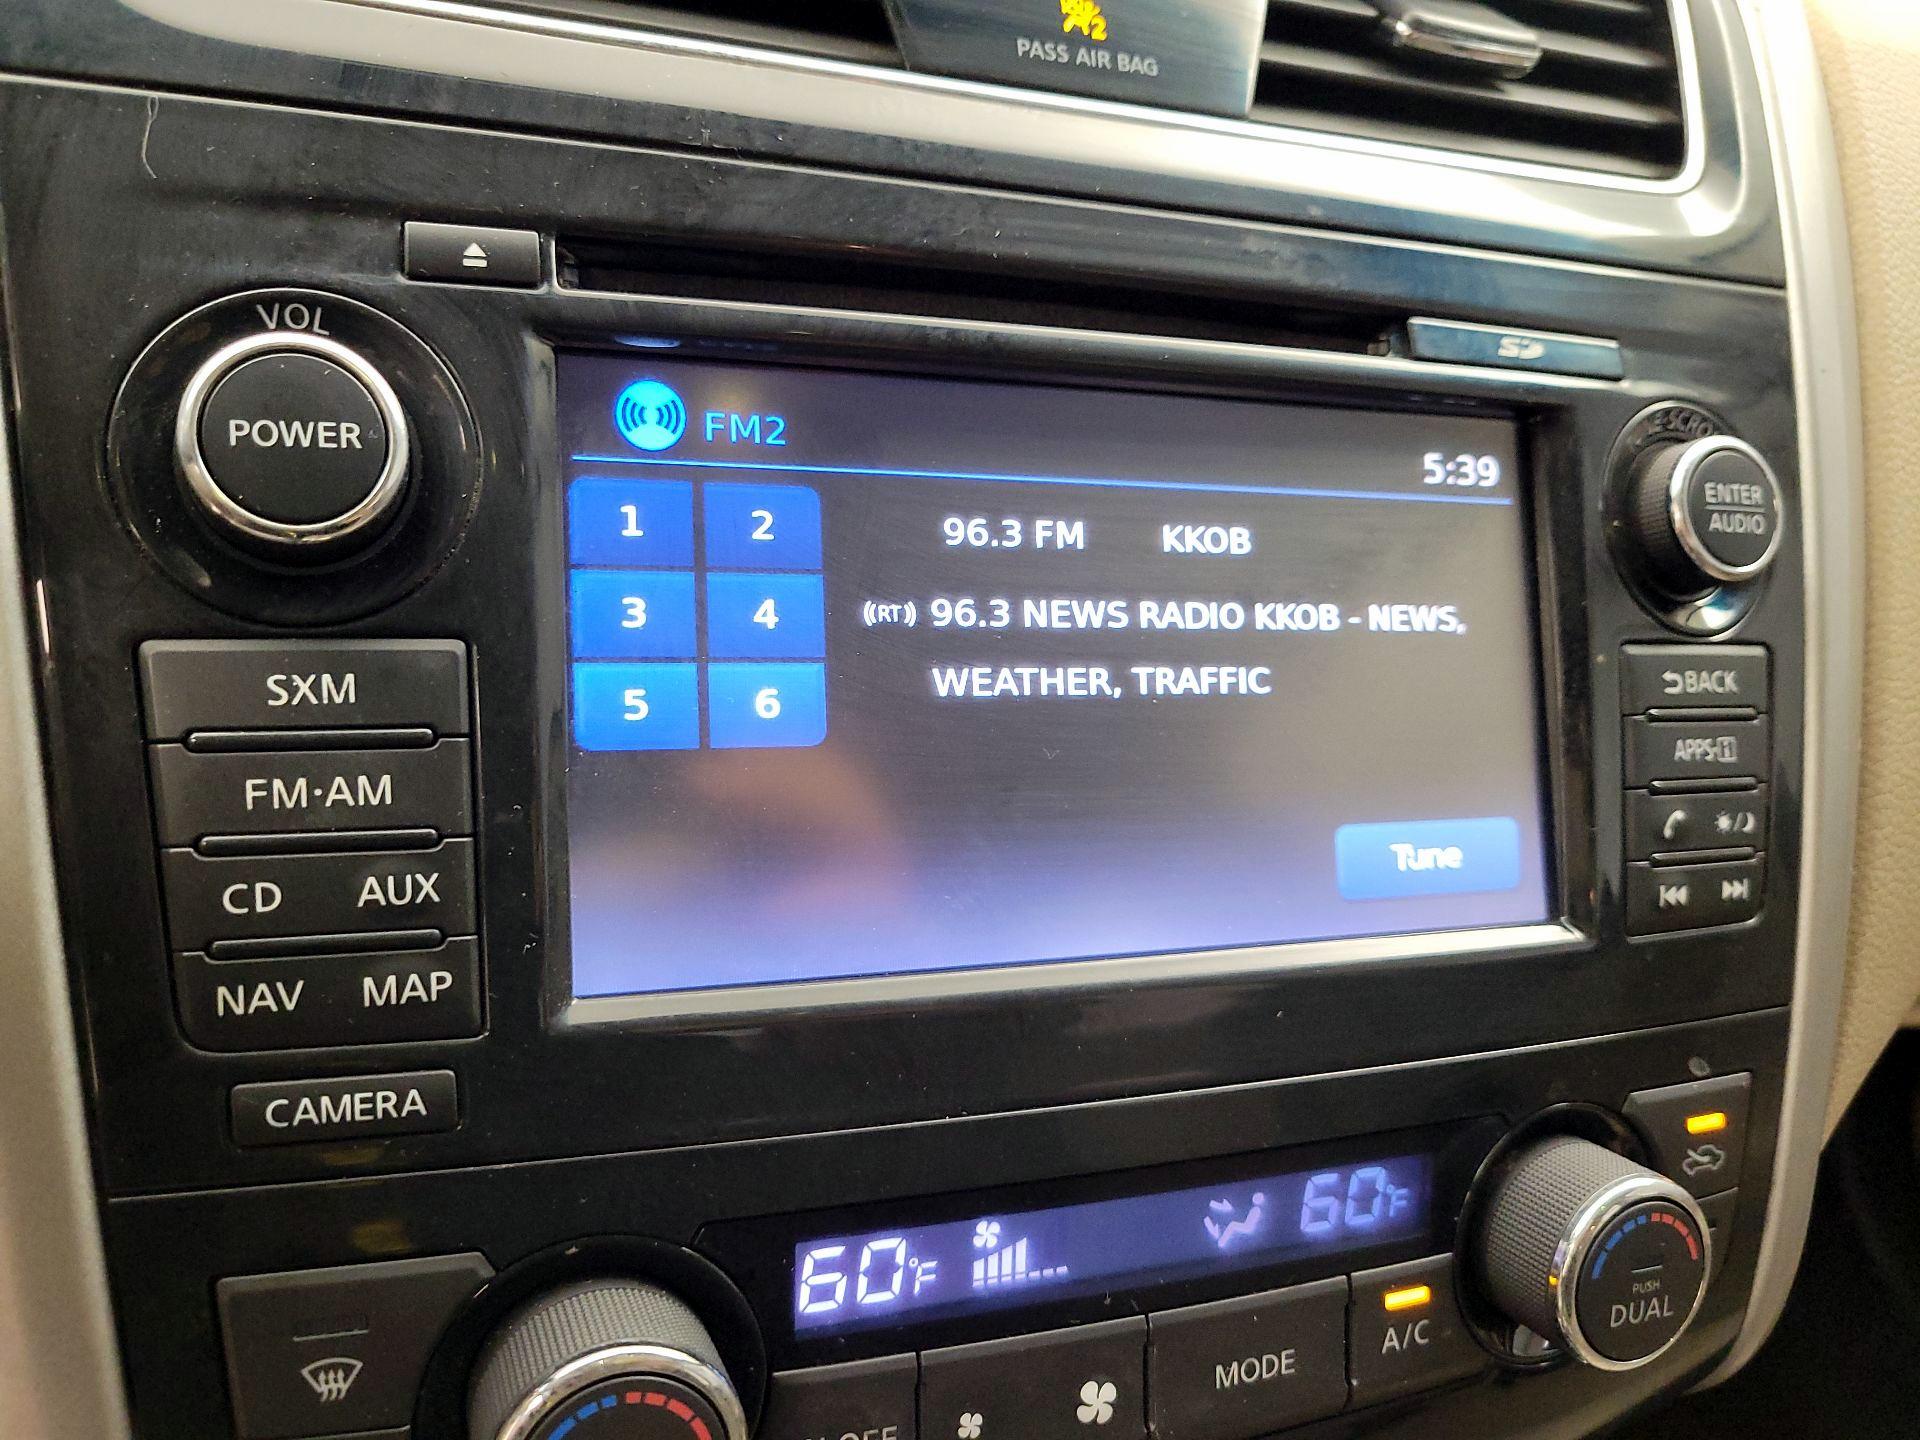 PASS AIR BAG
VOL
POWER
SXM
FM·AM
CD AUX
NAV MAP
CAMERA
SD
FM2
5:39
1 2
3 4
5 6
96.3 FM KKOB
((RT)) 96.3 NEWS RADIO KKOB - NEWS,
WEATHER, TRAFFIC
Tune
ENTER
AUDIO
BACK
APPS·i
60°F
60°F
MODE
A/C
PUSH
DUAL